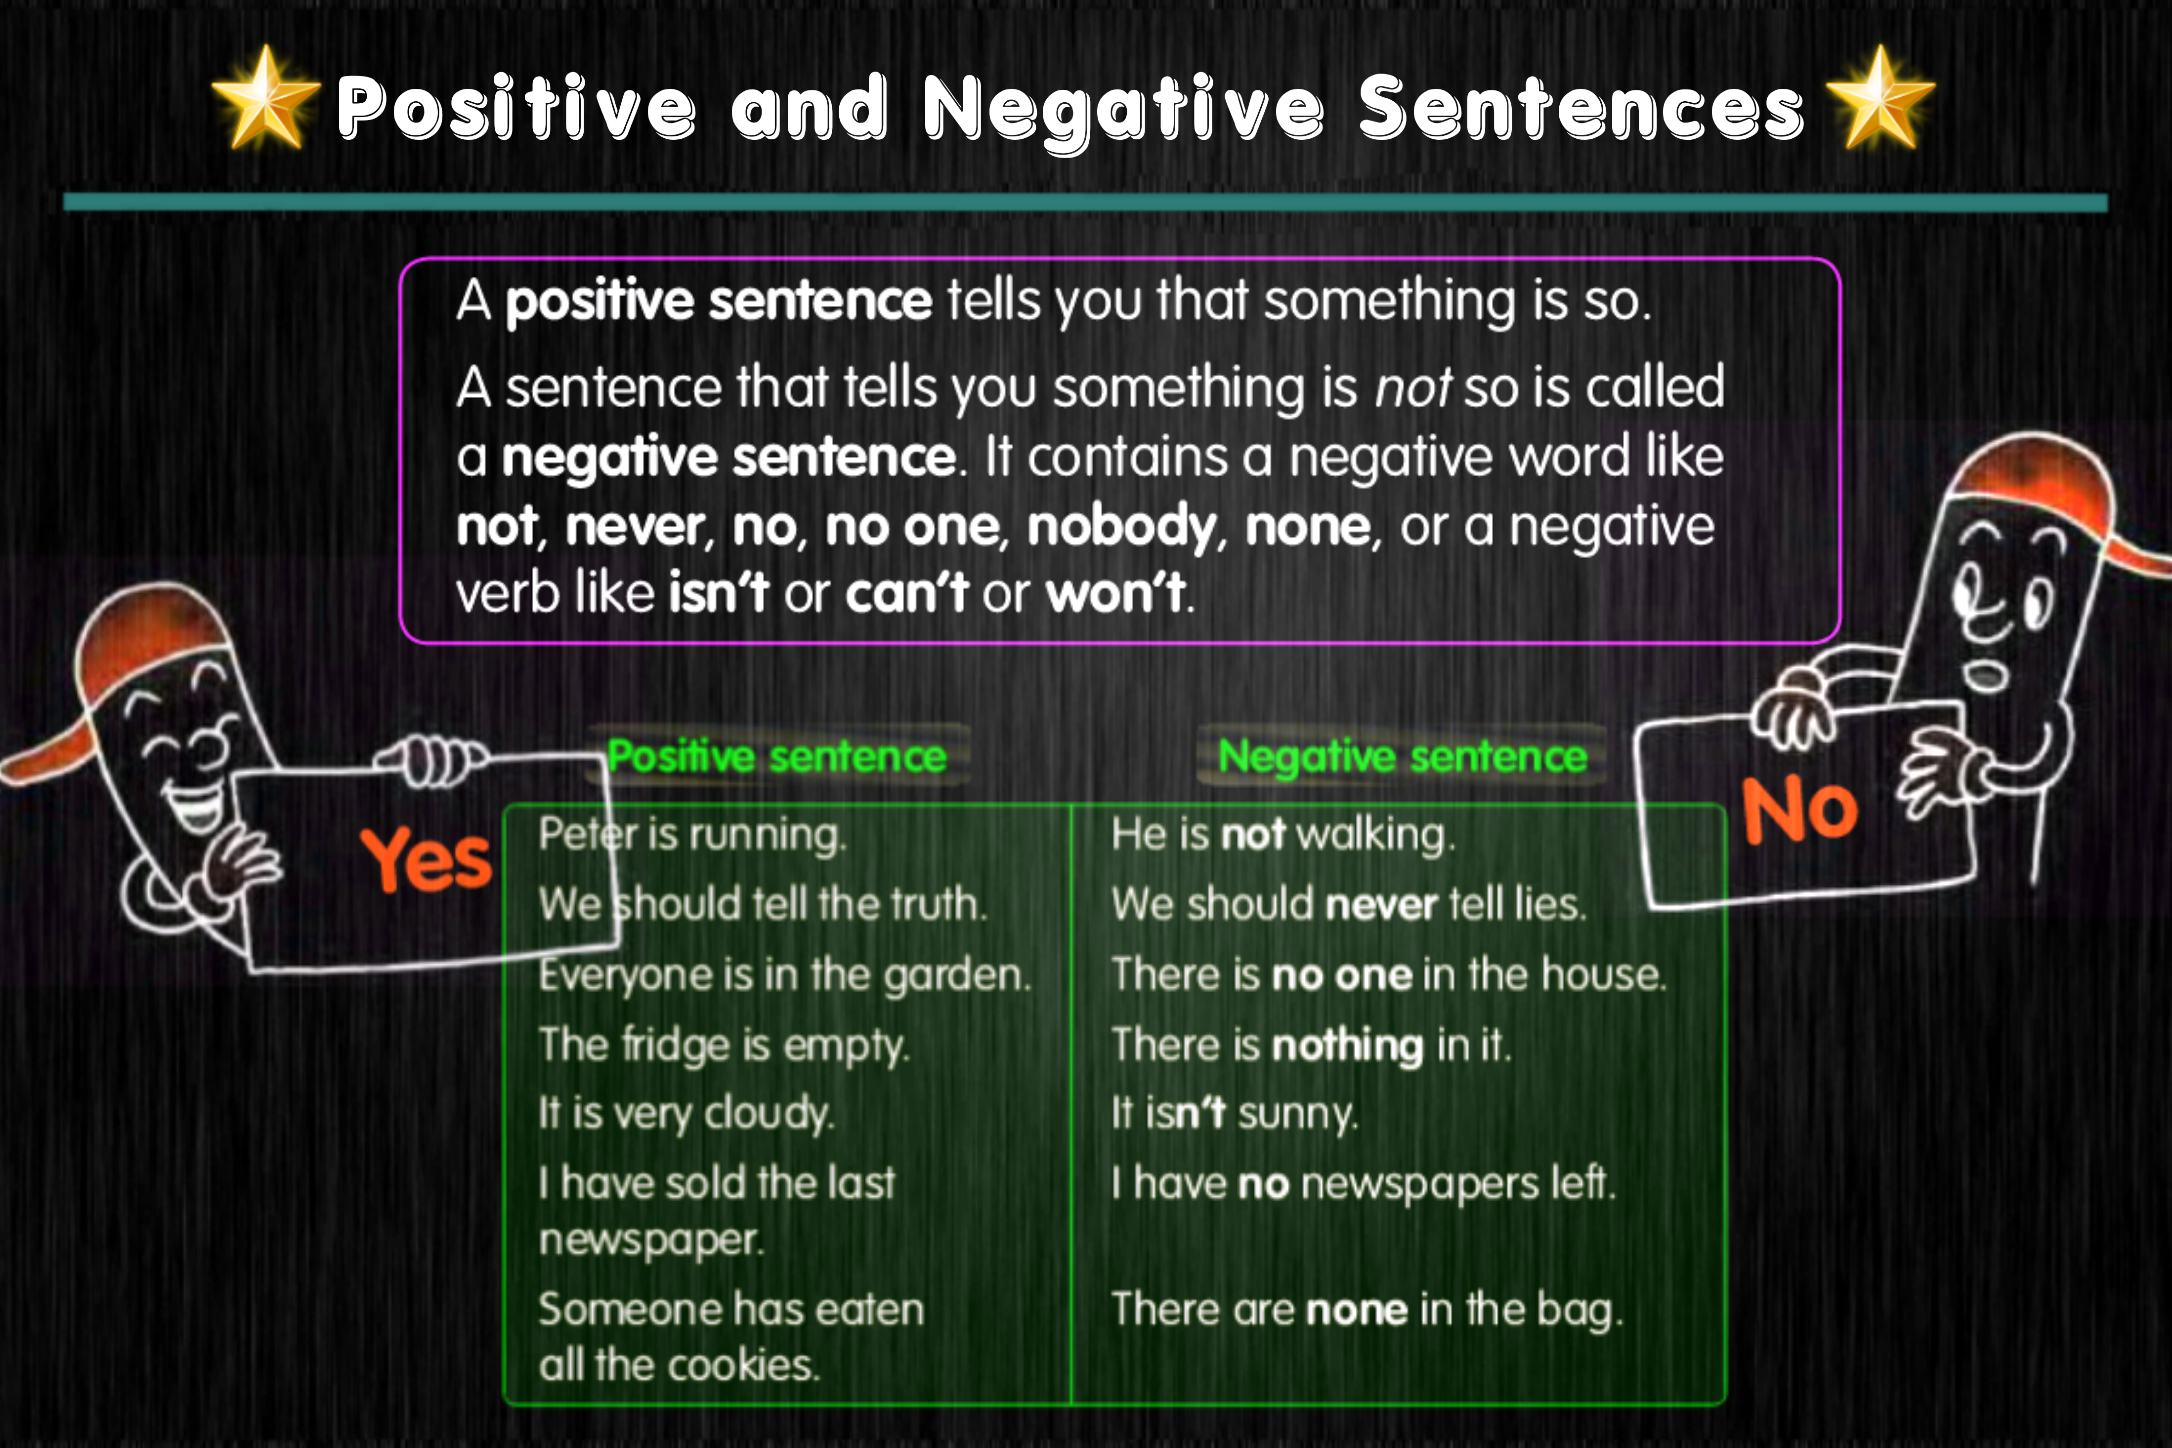 Positive and Negative Sentences
A positive sentence tells you that something is so.
A sentence that tells you something is not so is called
a negative sentence. It contains a negative word like
not, never, no, no one, nobody, none, or a negative
verb like isn't or can't or won't.
Yes
No
Positive sentence
Negative sentence
Peter is running.
He is not walking.
We should tell the truth.
We should never tell lies.
Everyone is in the garden.
There is no one in the house.
The fridge is empty.
There is nothing in it.
It is very cloudy.
It isn't sunny.
I have sold the last
newspaper.
I have no newspapers left.
Someone has eaten
all the cookies.
There are none in the bag.